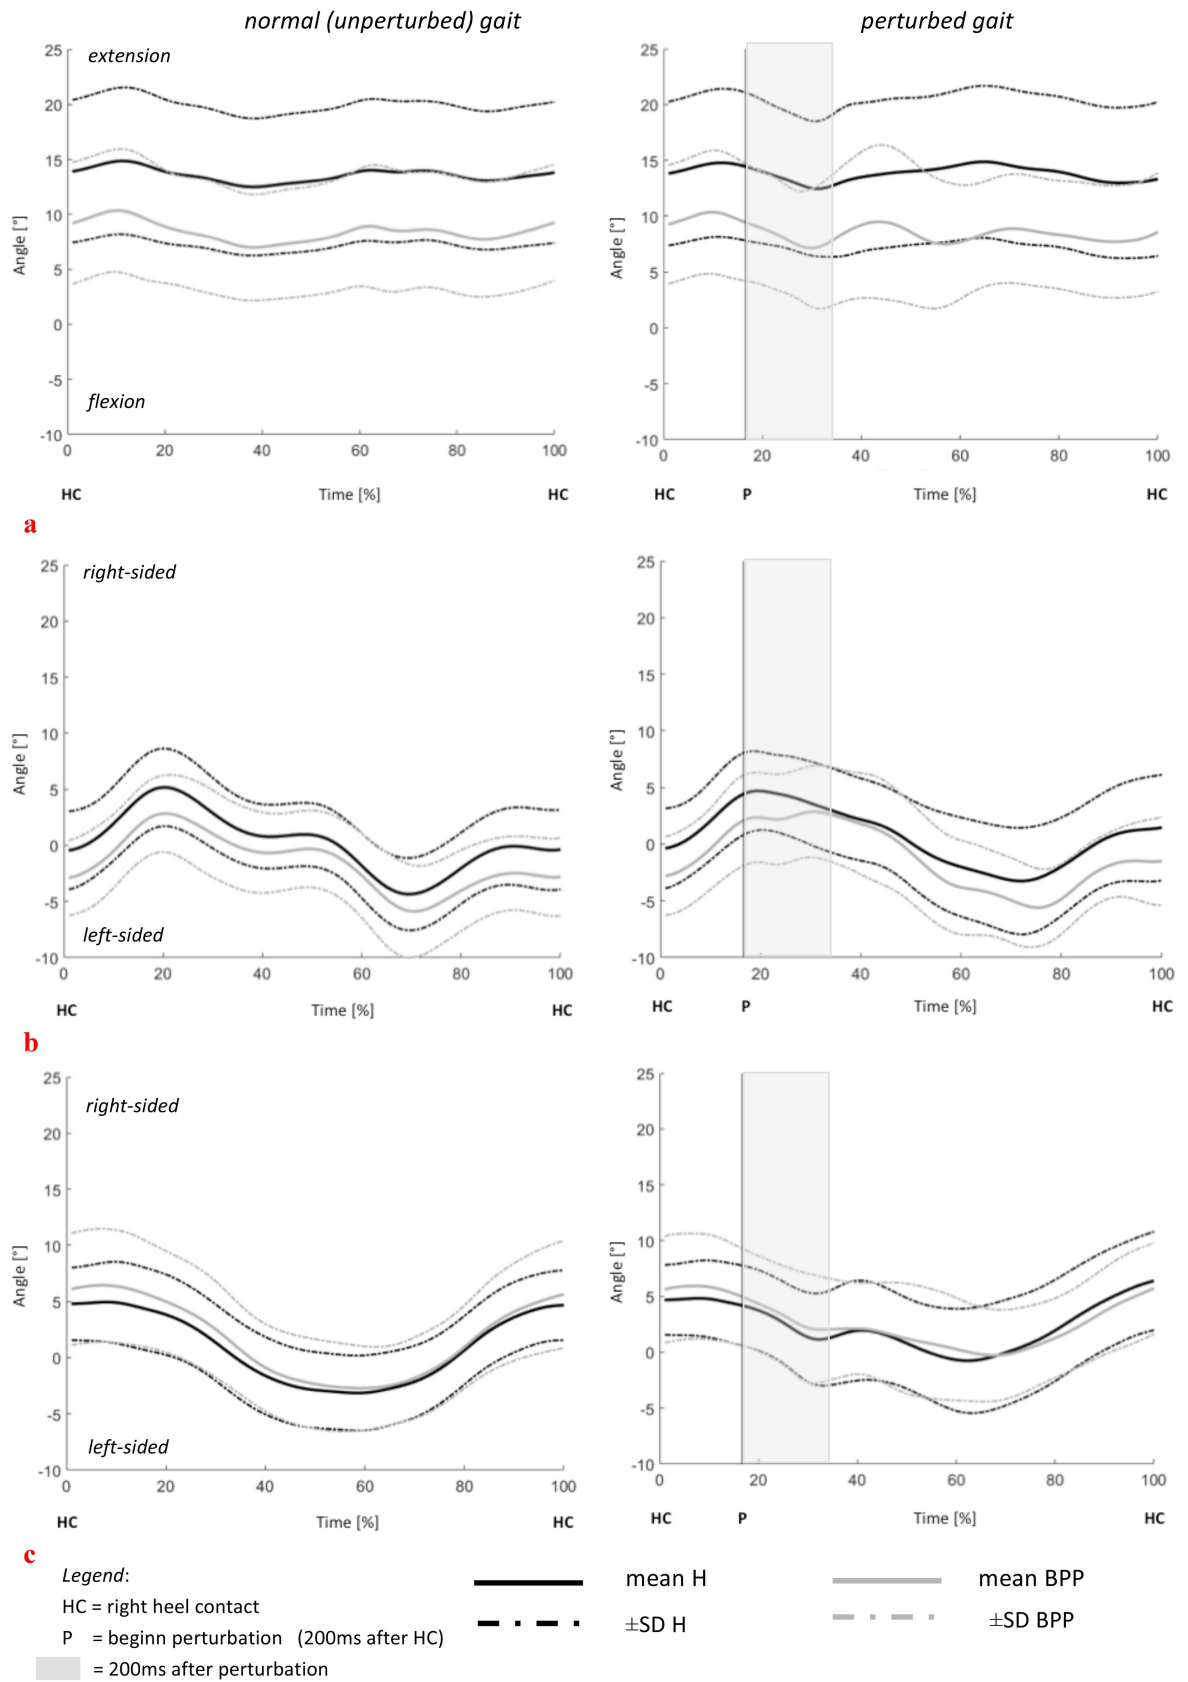 normal (unperturbed) gait
perturbed gait
25
20
15
10
5
0
-5
-10
Angle [°]
extension
flexion
0 20 40 60 80 100
HC Time [%] HC
25
20
15
10
5
0
-5
-10
Angle [°]
0 20 40 60 80 100
HC P Time [%] HC
a
25
20
15
10
5
0
-5
-10
Angle [°]
right-sided
left-sided
0 20 40 60 80 100
HC Time [%] HC
25
20
15
10
5
0
-5
-10
Angle [°]
0 20 40 60 80 100
HC P Time [%] HC
b
25
20
15
10
5
0
-5
-10
Angle [°]
right-sided
left-sided
0 20 40 60 80 100
HC Time [%] HC
25
20
15
10
5
0
-5
-10
Angle [°]
0 20 40 60 80 100
HC P Time [%] HC
c
Legend:
HC = right heel contact
P = beginn perturbation (200ms after HC)
= 200ms after perturbation
mean H
±SD H
mean BPP
±SD BPP